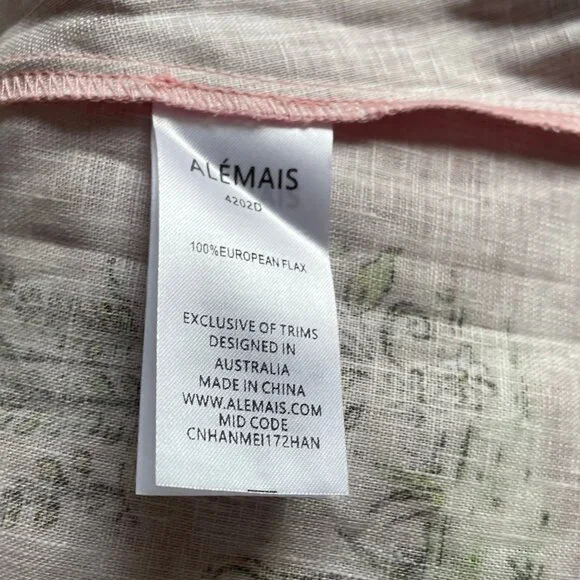 ALÉMAIS
4202D
100%EUROPEAN FLAX
EXCLUSIVE OF TRIMS
DESIGNED IN
AUSTRALIA
MADE IN CHINA
WWW.ALEMAIS.COM
MID CODE
CNHANMEI172HAN